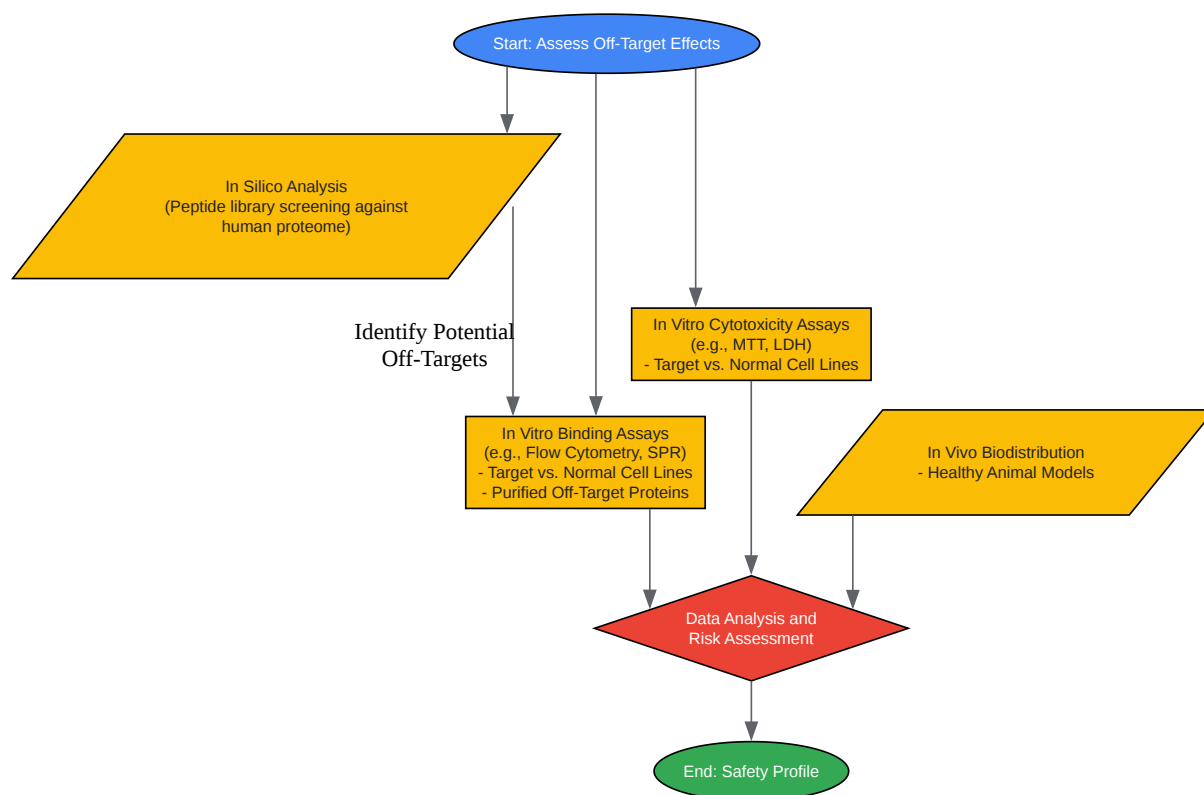 Start: Assess Off-Target Effects
In Silico Analysis
(Peptide library screening against
human proteome)
Identify Potential
Off-Targets
In Vitro Cytotoxicity Assays
(e.g., MTT, LDH)
- Target vs. Normal Cell Lines
In Vitro Binding Assays
(e.g., Flow Cytometry, SPR)
- Target vs. Normal Cell Lines
- Purified Off-Target Proteins
In Vivo Biodistribution
- Healthy Animal Models
Data Analysis and
Risk Assessment
End: Safety Profile